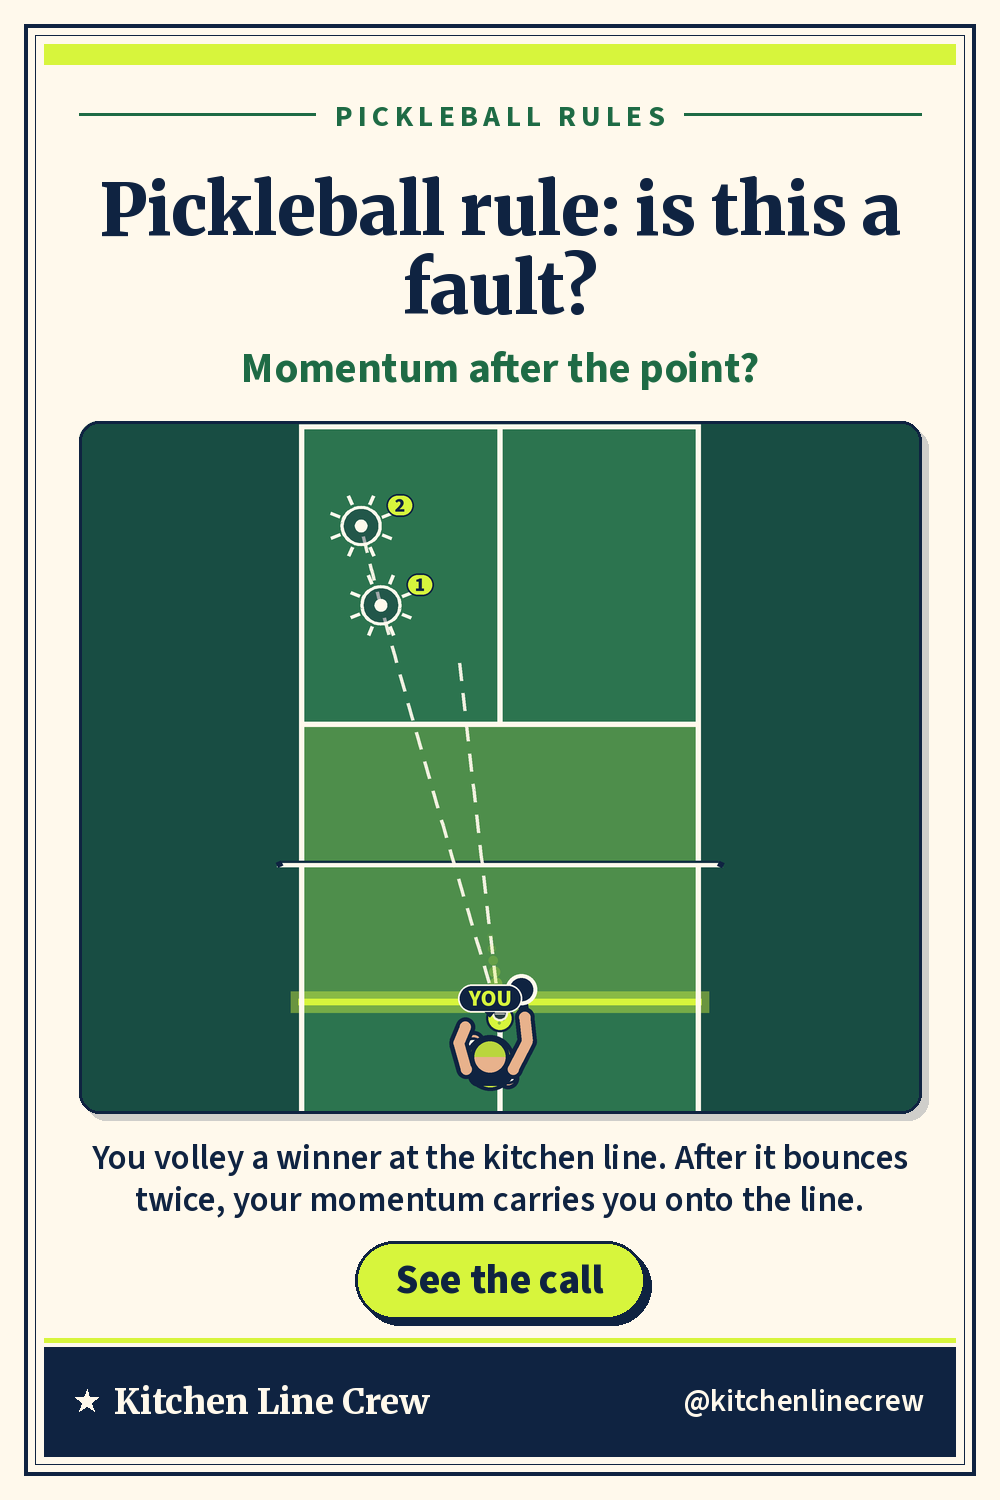 PICKLEBALL RULES
Pickleball rule: is this a
fault?
Momentum after the point?
2
1
YOU
You volley a winner at the kitchen line. After it bounces
twice, your momentum carries you onto the line.
See the call
Kitchen Line Crew
@kitchenlinecrew